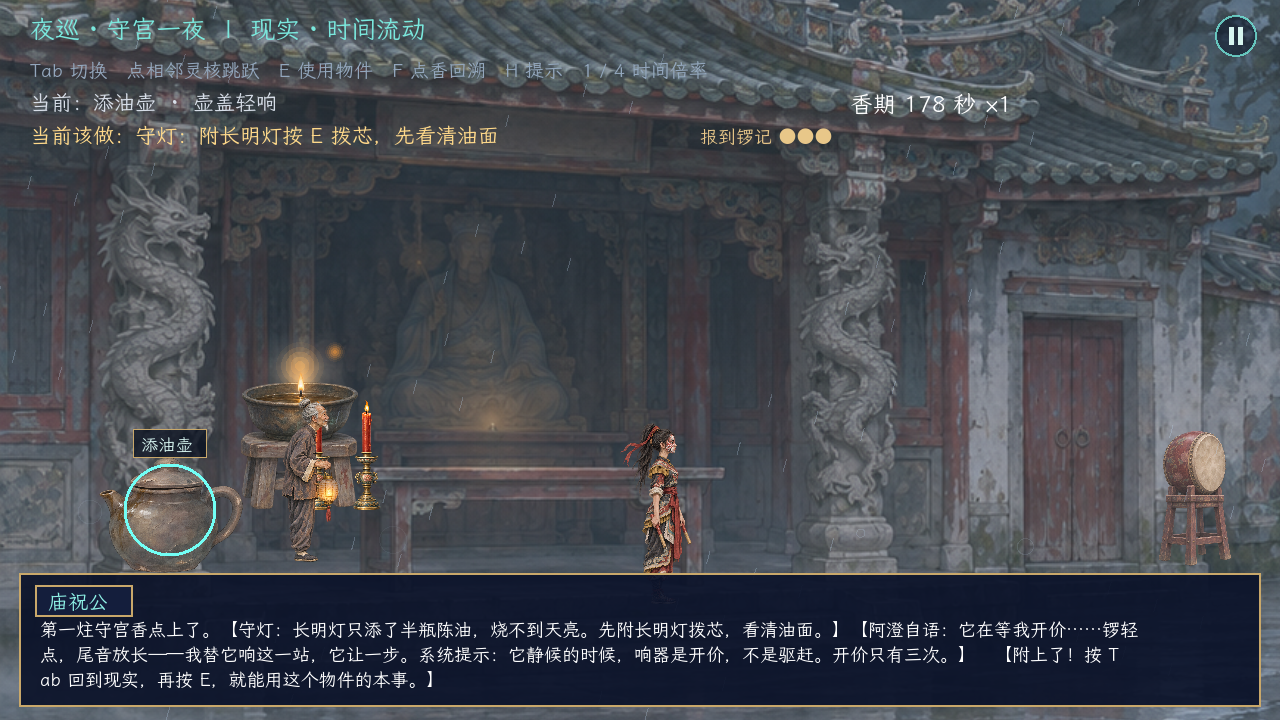 夜巡·守宫一夜 | 现实·时间流动
Tab 切换 点相邻灵核跳跃 E 使用物件 F 点香回溯 H 提示 1 / 4 时间倍率
当前：添油壶 · 壶盖轻响
香期 178 秒 ×1
当前该做：守灯：附长明灯按 E 拨芯，先看清油面
报到锣记
添油壶
庙祝公
第一炷守宫香点上了。【守灯：长明灯只添了半瓶陈油，烧不到天亮。先附长明灯拨芯，看清油面。】【阿澄自语：它在等我开价……锣轻
点，尾音放长——我替它响这一站，它让一步。系统提示：它静候的时候，响器是开价，不是驱赶。开价只有三次。】 【附上了！按 T
ab 回到现实，再按 E，就能用这个物件的本事。】